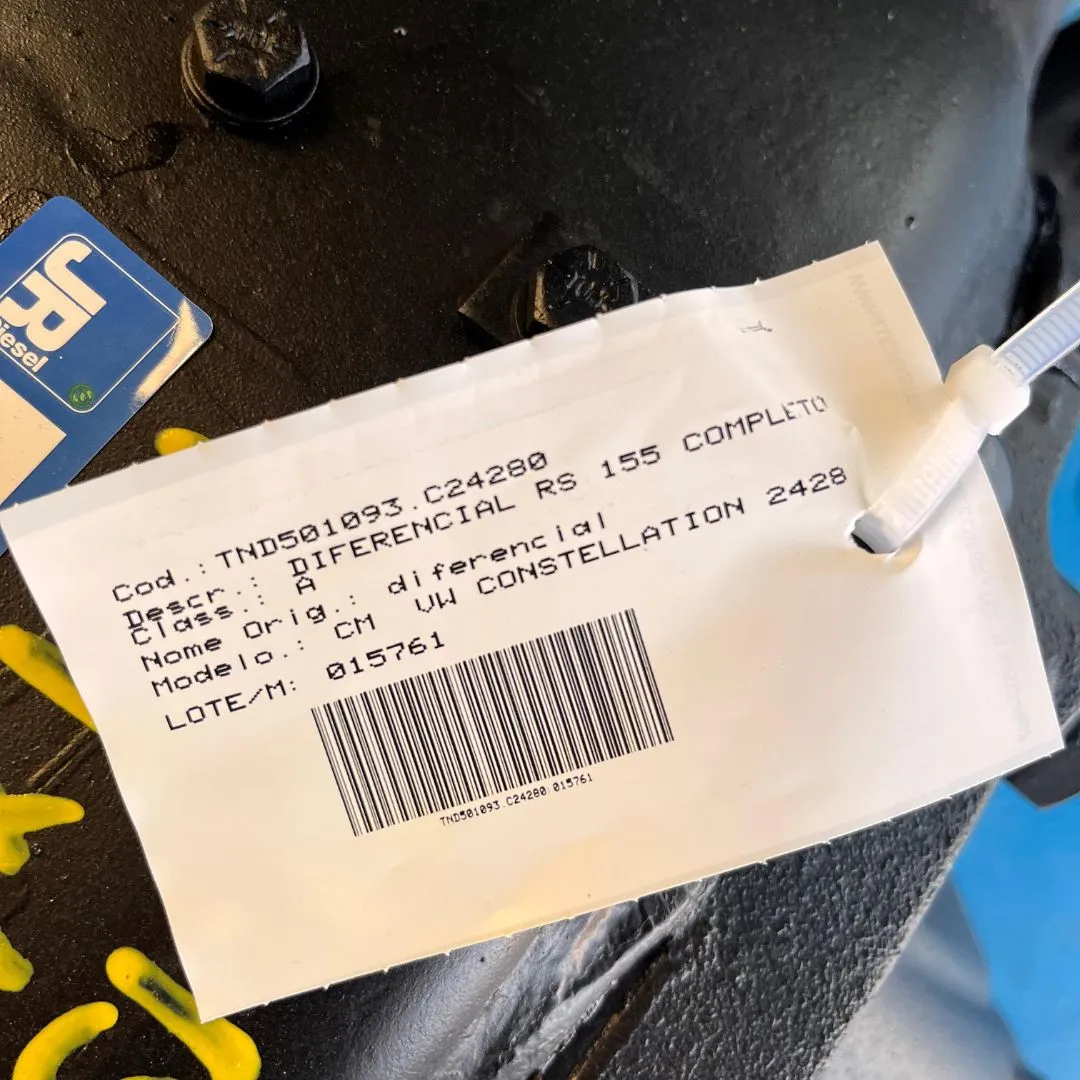 JR
Diesel
Cod.: TND501093.C24280
Descr.: DIFERENCIAL RS 155 COMPLETO
Class.: A
Nome Orig.: diferencial
Modelo.: CM VW CONSTELLATION 2428
LOTE/M: 015761
TND501093.C24280:015761